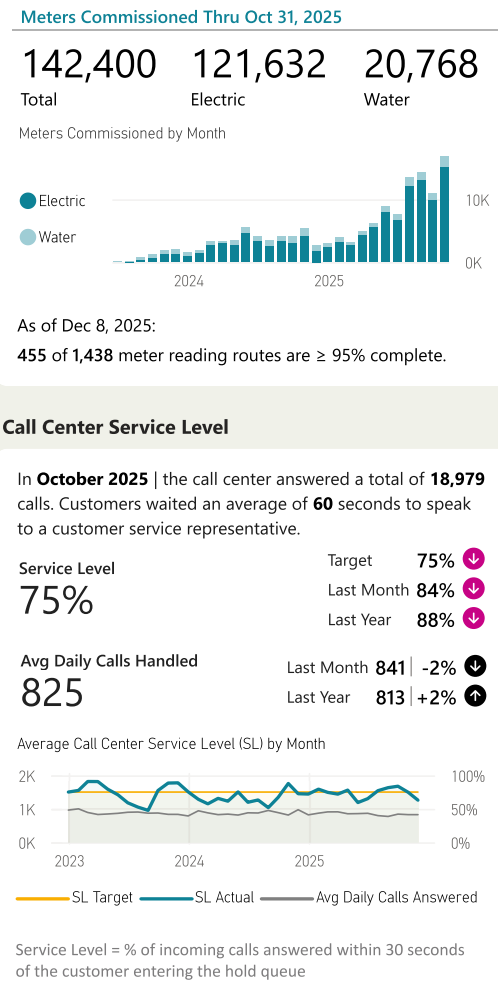 Meters Commissioned Thru Oct 31, 2025
142,400 121,632 20,768
Total Electric Water
Meters Commissioned by Month
Electric
Water
10K
0K
2024 2025
As of Dec 8, 2025:
455 of 1,438 meter reading routes are ≥ 95% complete.
Call Center Service Level
In October 2025 | the call center answered a total of 18,979
calls. Customers waited an average of 60 seconds to speak
to a customer service representative.
Service Level
75%
Target 75%
Last Month 84%
Last Year 88%
Avg Daily Calls Handled
825
Last Month 841 | -2%
Last Year 813 | +2%
Average Call Center Service Level (SL) by Month
2K 100%
1K 50%
0K 0%
2023 2024 2025
SL Target SL Actual Avg Daily Calls Answered
Service Level = % of incoming calls answered within 30 seconds
of the customer entering the hold queue